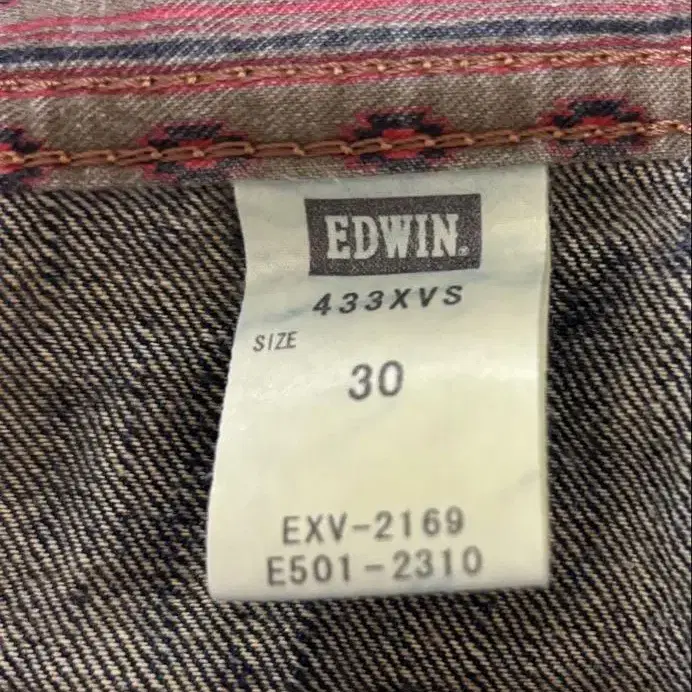 EDWIN.
433XVS
SIZE
30
EXV-2169
E501-2310